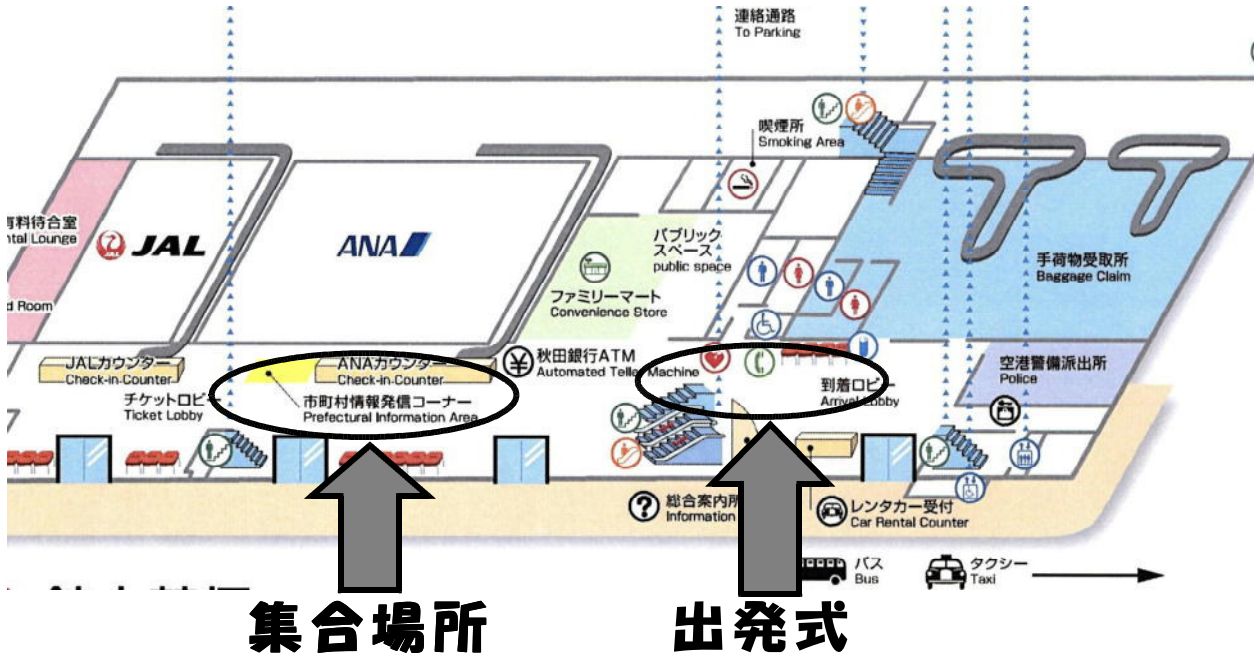 連絡通路
To Parking
喫煙所
Smoking Area
有料待合室
ntal Lounge
JAL
JAL
ANA
パブリック
スペース
public space
手荷物受取所
Baggage Claim
d Room
ファミリーマート
Convenience Store
JALカウンター
Check-in Counter
ANAカウンター
Check-in Counter
¥
秋田銀行ATM
Automated Teller Machine
空港警備派出所
Police
チケットロビー
Ticket Lobby
市町村情報発信コーナー
Prefectural Information Area
到着ロビー
Arrival Lobby
?
総合案内所
Information
レンタカー受付
Car Rental Counter
バス
Bus
タクシー
Taxi
集合場所
出発式